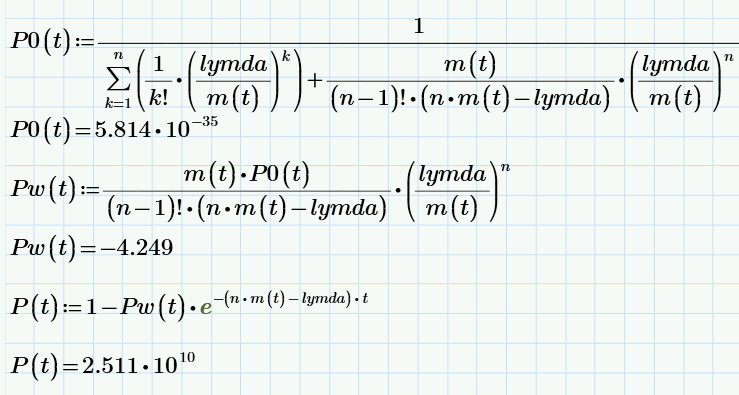 P0(t):=1/(∑_{k=1}^{n}(1/k!·(lymda/m(t))^k)+m(t)/((n−1)!·(n·m(t)−lymda))·(lymda/m(t))^n)
P0(t)=5.814·10^−35
Pw(t):=m(t)·P0(t)/((n−1)!·(n·m(t)−lymda))·(lymda/m(t))^n
Pw(t)=−4.249
P(t):=1−Pw(t)·e^−(n·m(t)−lymda)·t
P(t)=2.511·10^10